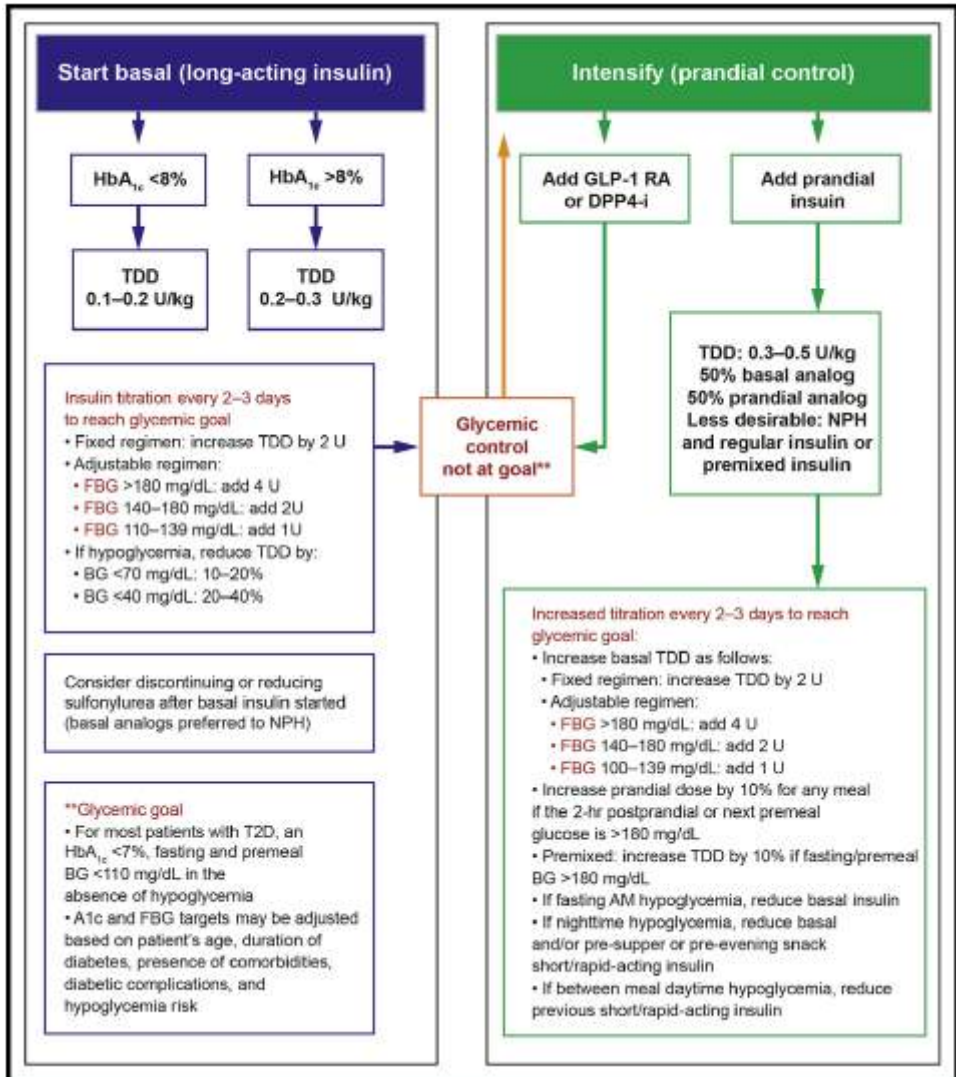 Start basal (long-acting insulin)
HbA1c <8%
HbA1c >8%
TDD
0.1–0.2 U/kg
TDD
0.2–0.3 U/kg
Insulin titration every 2–3 days
to reach glycemic goal
• Fixed regimen: increase TDD by 2 U
• Adjustable regimen:
• FBG >180 mg/dL: add 4 U
• FBG 140–180 mg/dL: add 2U
• FBG 110–139 mg/dL: add 1U
• If hypoglycemia, reduce TDD by:
• BG <70 mg/dL: 10–20%
• BG <40 mg/dL: 20–40%
Consider discontinuing or reducing
sulfonylurea after basal insulin started
(basal analogs preferred to NPH)
**Glycemic goal
• For most patients with T2D, an
HbA1c <7%, fasting and premeal
BG <110 mg/dL in the
absence of hypoglycemia
• A1c and FBG targets may be adjusted
based on patient's age, duration of
diabetes, presence of comorbidities,
diabetic complications, and
hypoglycemia risk
Glycemic
control
not at goal**
Intensify (prandial control)
Add GLP-1 RA
or DPP4-i
Add prandial
insuin
TDD: 0.3–0.5 U/kg
50% basal analog
50% prandial analog
Less desirable: NPH
and regular insulin or
premixed insulin
Increased titration every 2–3 days to reach
glycemic goal:
• Increase basal TDD as follows:
• Fixed regimen: increase TDD by 2 U
• Adjustable regimen:
• FBG >180 mg/dL: add 4 U
• FBG 140–180 mg/dL: add 2 U
• FBG 100–139 mg/dL: add 1 U
• Increase prandial dose by 10% for any meal
if the 2-hr postprandial or next premeal
glucose is >180 mg/dL
• Premixed: increase TDD by 10% if fasting/premeal
BG >180 mg/dL
• If fasting AM hypoglycemia, reduce basal insulin
• If nighttime hypoglycemia, reduce basal
and/or pre-supper or pre-evening snack
short/rapid-acting insulin
• If between meal daytime hypoglycemia, reduce
previous short/rapid-acting insulin